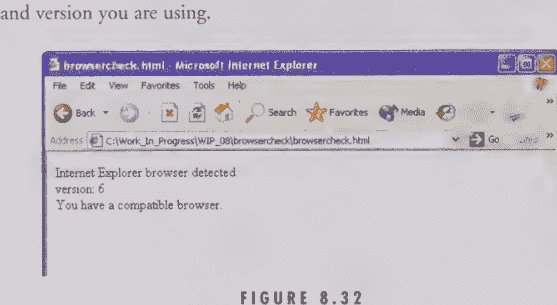 and version you are using.
browsercheck.html - Microsoft Internet Explorer
File Edit View Favorites Tools Help
Back Search Favorites Media
Address C:\Work_In_Progress\WIP_08\browsercheck\browsercheck.html Go Links
Internet Explorer browser detected
version: 6
You have a compatible browser.
FIGURE 8.32